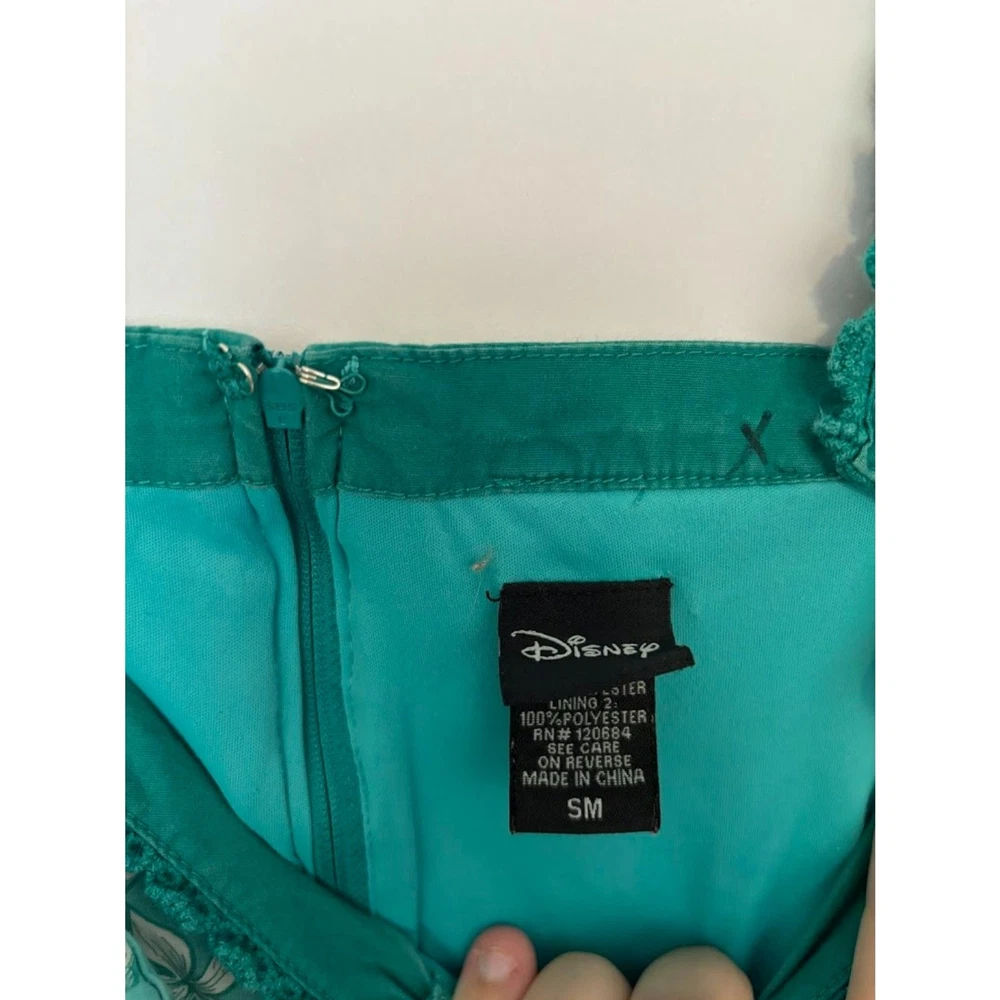 X
Disney
LINING 2:
100%POLYESTER
RN# 120684
SEE CARE
ON REVERSE
MADE IN CHINA
SM